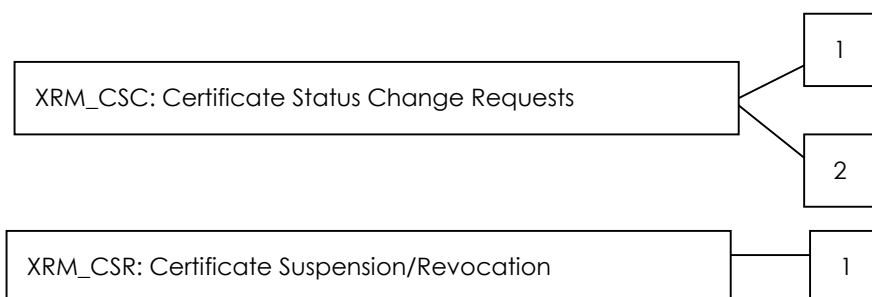 1
XRM_CSC: Certificate Status Change Requests
2
XRM_CSR: Certificate Suspension/Revocation
1